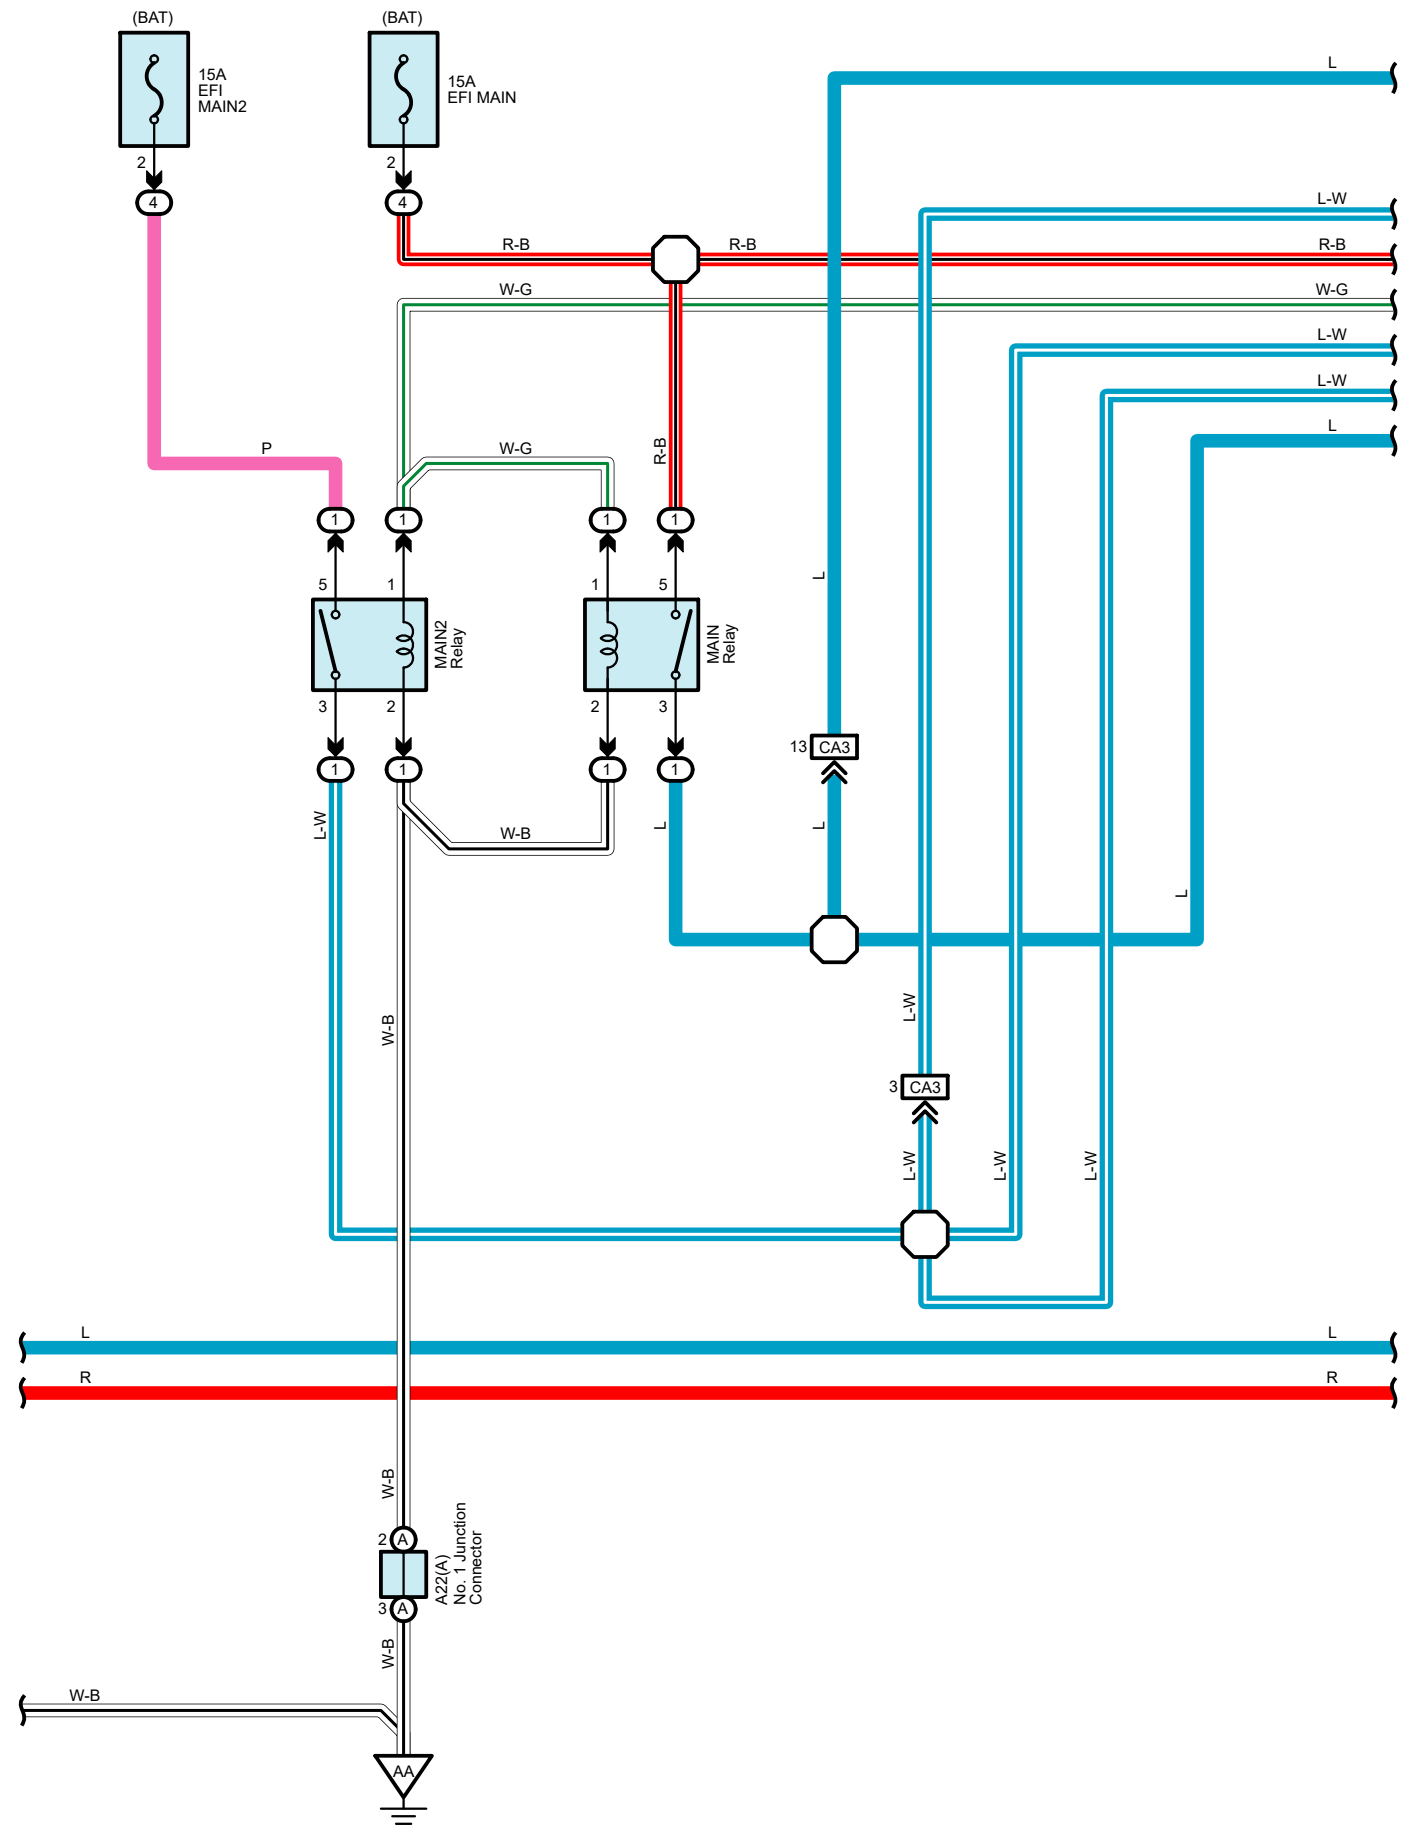 (BAT)
(BAT)
15A
EFI
MAIN2
15A
EFI MAIN
L
2
2
4
4
L-W
R-B
R-B
R-B
W-G
W-G
L-W
L-W
L
P
W-G
R-B
1
1
1
1
5
1
1
5
L
MAIN2
Relay
MAIN
Relay
3
2
2
3
13
CA3
1
1
1
1
L-W
W-B
L
L
L
L-W
W-B
3
CA3
L-W
L-W
L-W
L
L
R
R
W-B
2
A
A22(A)
No. 1 Junction
Connector
3
A
W-B
W-B
AA